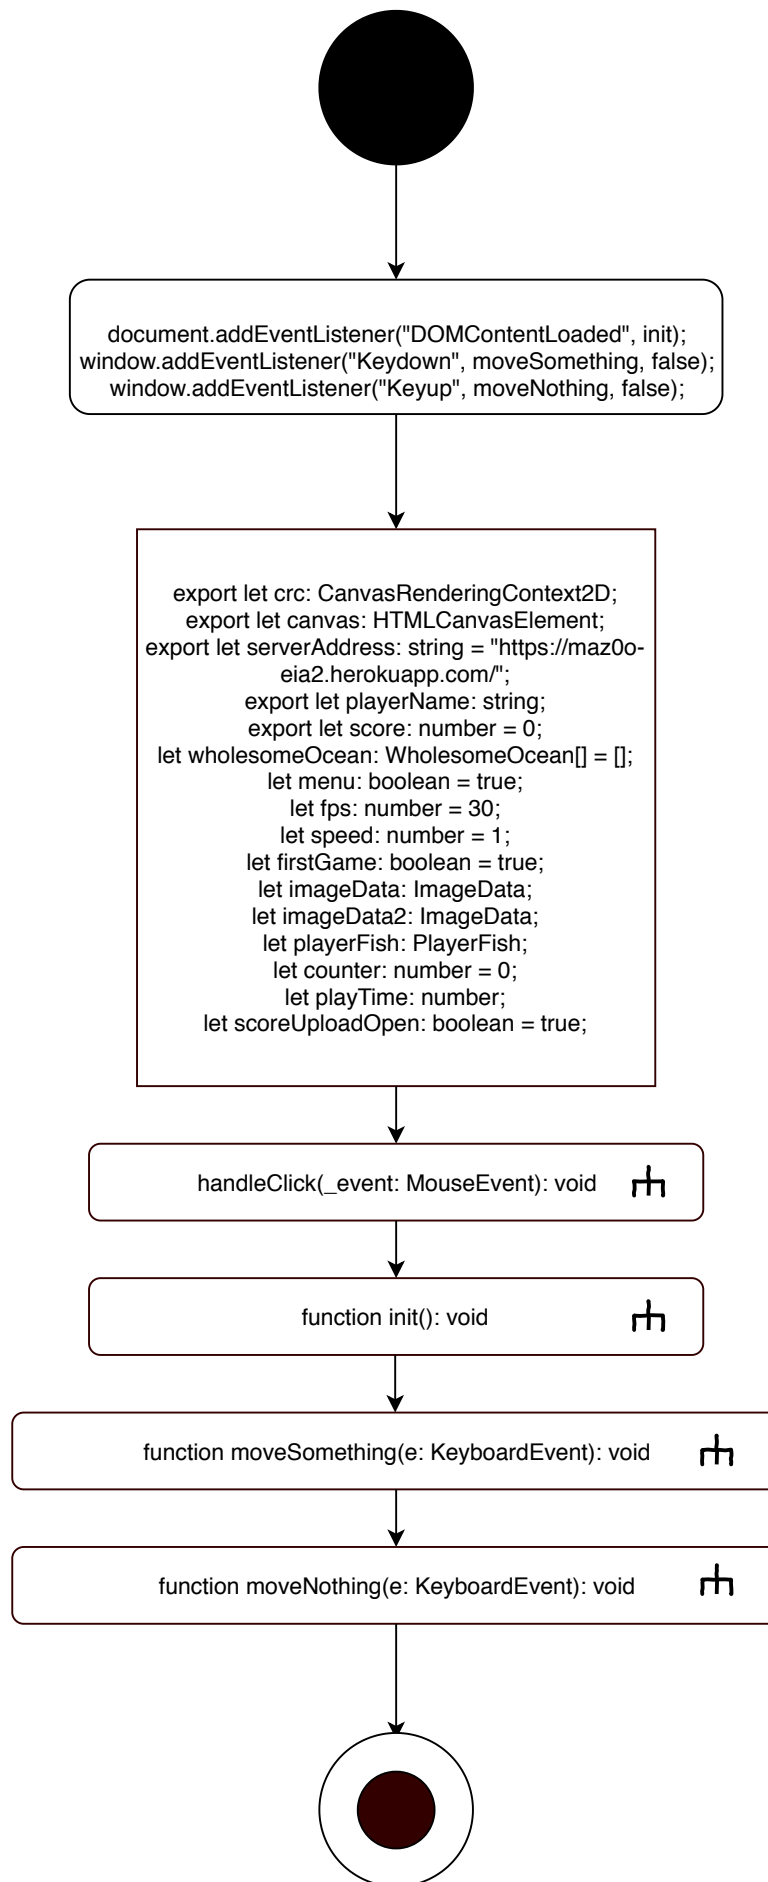 document.addEventListener("DOMContentLoaded", init);
window.addEventListener("Keydown", moveSomething, false);
window.addEventListener("Keyup", moveNothing, false);
export let crc: CanvasRenderingContext2D;
export let canvas: HTMLCanvasElement;
export let serverAddress: string = "https://maz0o-
eia2.herokuapp.com/";
export let playerName: string;
export let score: number = 0;
let wholesomeOcean: WholesomeOcean[] = [];
let menu: boolean = true;
let fps: number = 30;
let speed: number = 1;
let firstGame: boolean = true;
let imageData: ImageData;
let imageData2: ImageData;
let playerFish: PlayerFish;
let counter: number = 0;
let playTime: number;
let scoreUploadOpen: boolean = true;
handleClick(_event: MouseEvent): void
function init(): void
function moveSomething(e: KeyboardEvent): void
function moveNothing(e: KeyboardEvent): void